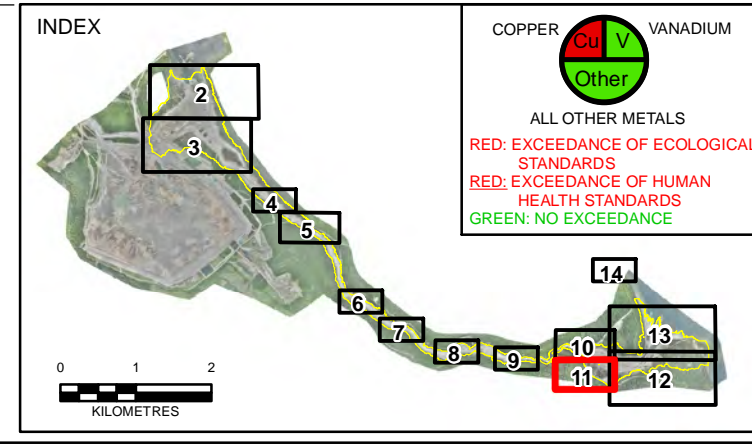 INDEX
COPPER
VANADIUM
Cu V
Other
ALL OTHER METALS
RED: EXCEEDANCE OF ECOLOGICAL
STANDARDS
RED: EXCEEDANCE OF HUMAN
HEALTH STANDARDS
GREEN: NO EXCEEDANCE
2
3
4
5
6
7
8
9
10
11
12
13
14
0 1 2
KILOMETRES